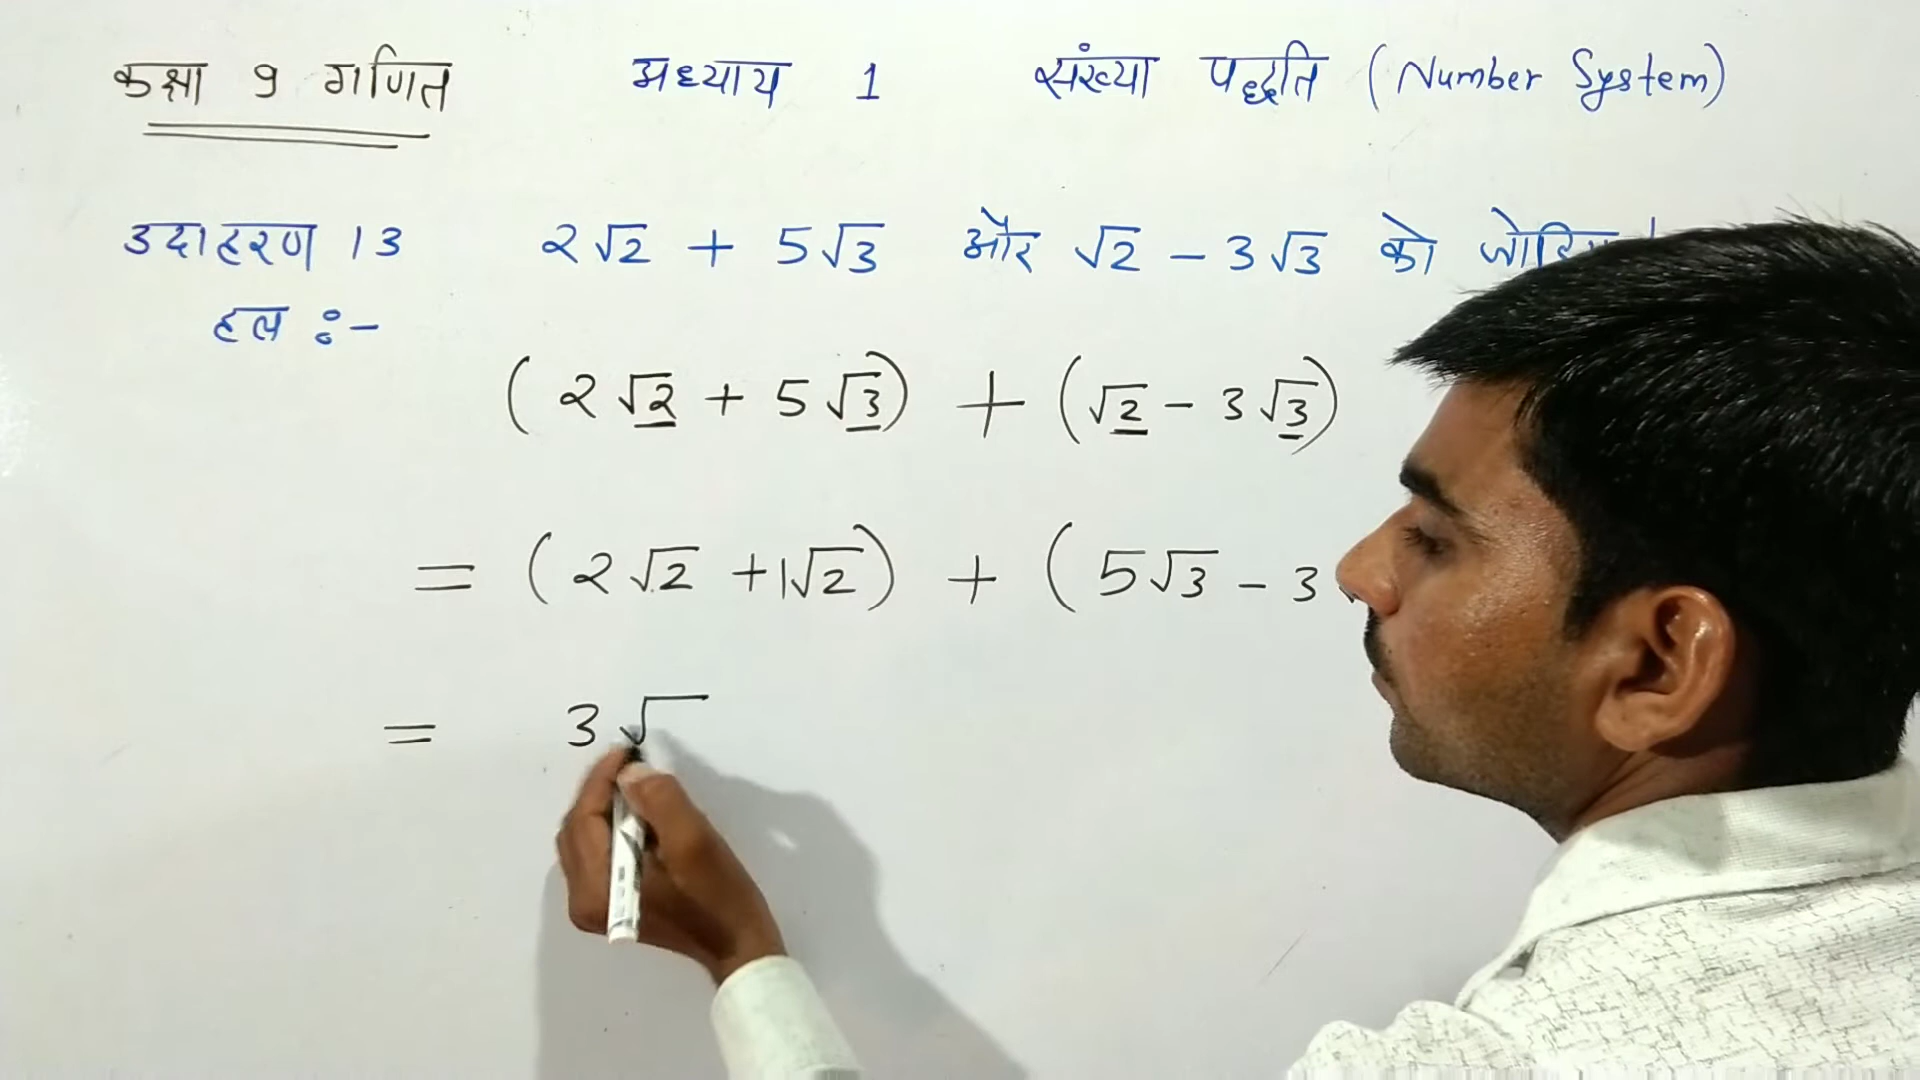 कक्षा 9 गणित अध्याय 1 संख्या पद्धति (Number System)
उदाहरण 13 2√2 + 5√3 और √2 - 3√3 को
हल :-
(2√2 + 5√3) + (√2 - 3√3)
= (2√2 + 1√2) + (5√3 - 3
= 3√